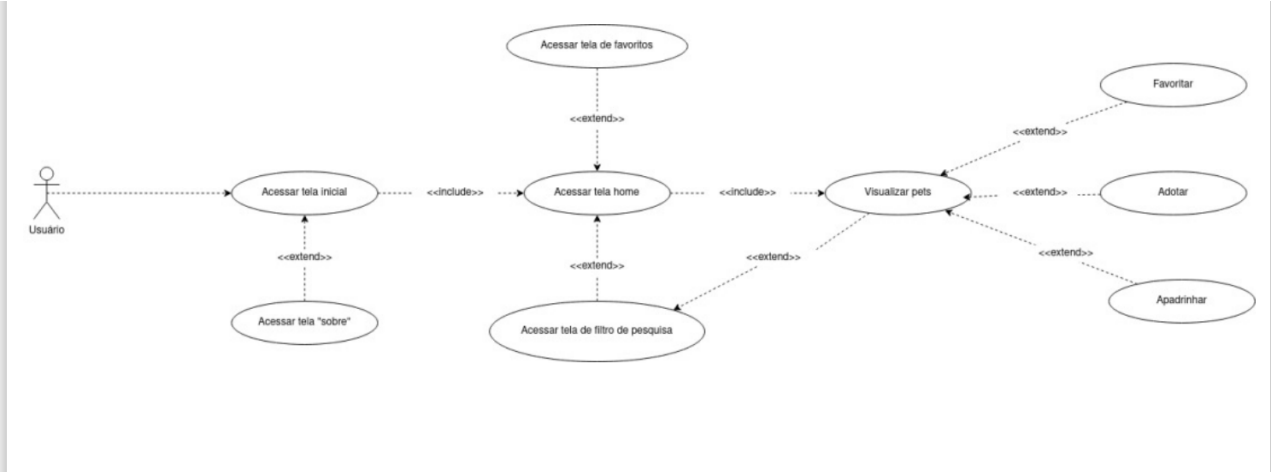 Acessar tela de favoritos
Favoritar
<<extend>>
<<extend>>
Usuário
Acessar tela inicial
<<include>>
Acessar tela home
<<include>>
Visualizar pets
<<extend>>
Adotar
<<extend>>
<<extend>>
<<extend>>
<<extend>>
Apadrinhar
Acessar tela "sobre"
Acessar tela de filtro de pesquisa